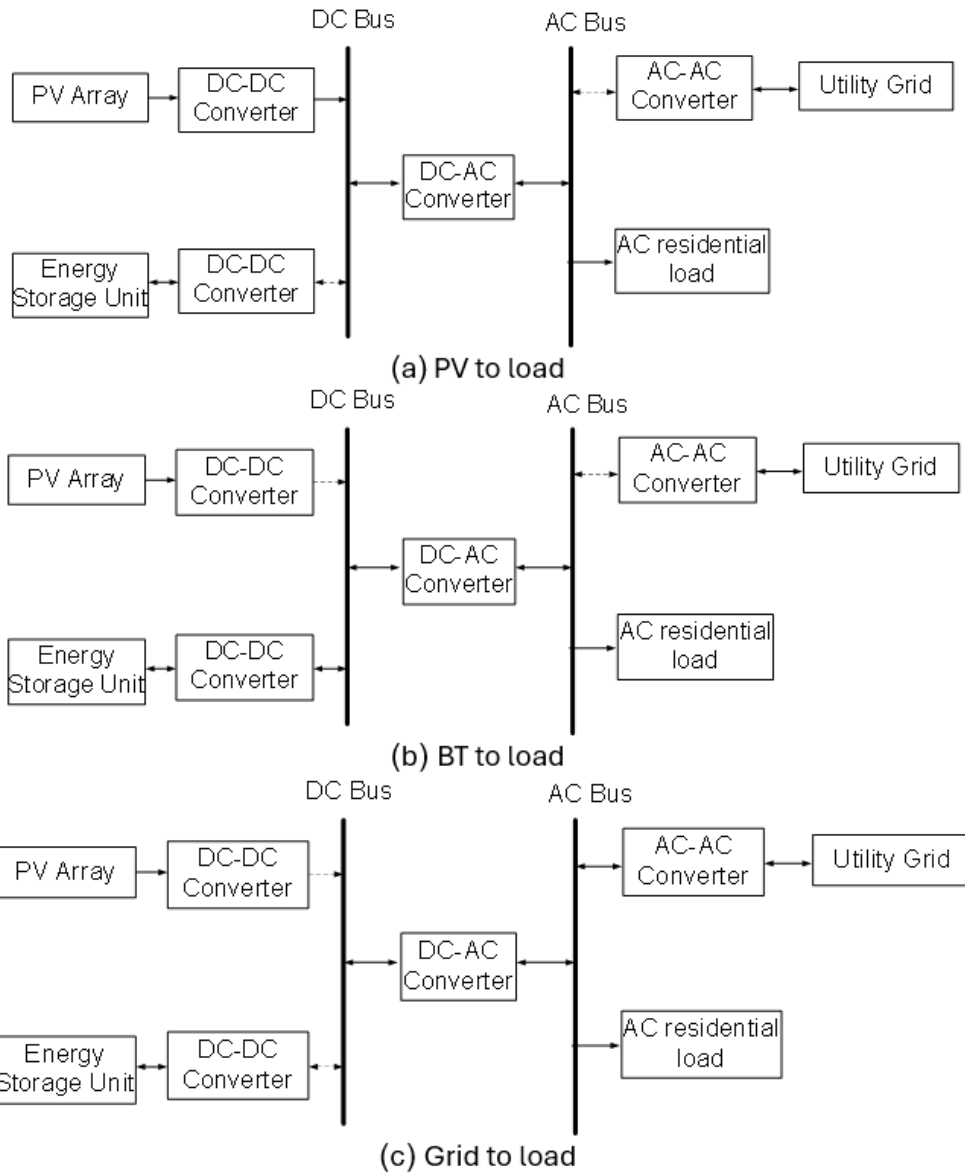 DC Bus
AC Bus
PV Array
DC-DC
Converter
AC-AC
Converter
Utility Grid
DC-AC
Converter
Energy
Storage Unit
DC-DC
Converter
AC residential
load
(a) PV to load
DC Bus
AC Bus
PV Array
DC-DC
Converter
AC-AC
Converter
Utility Grid
DC-AC
Converter
Energy
Storage Unit
DC-DC
Converter
AC residential
load
(b) BT to load
DC Bus
AC Bus
PV Array
DC-DC
Converter
AC-AC
Converter
Utility Grid
DC-AC
Converter
Energy
Storage Unit
DC-DC
Converter
AC residential
load
(c) Grid to load